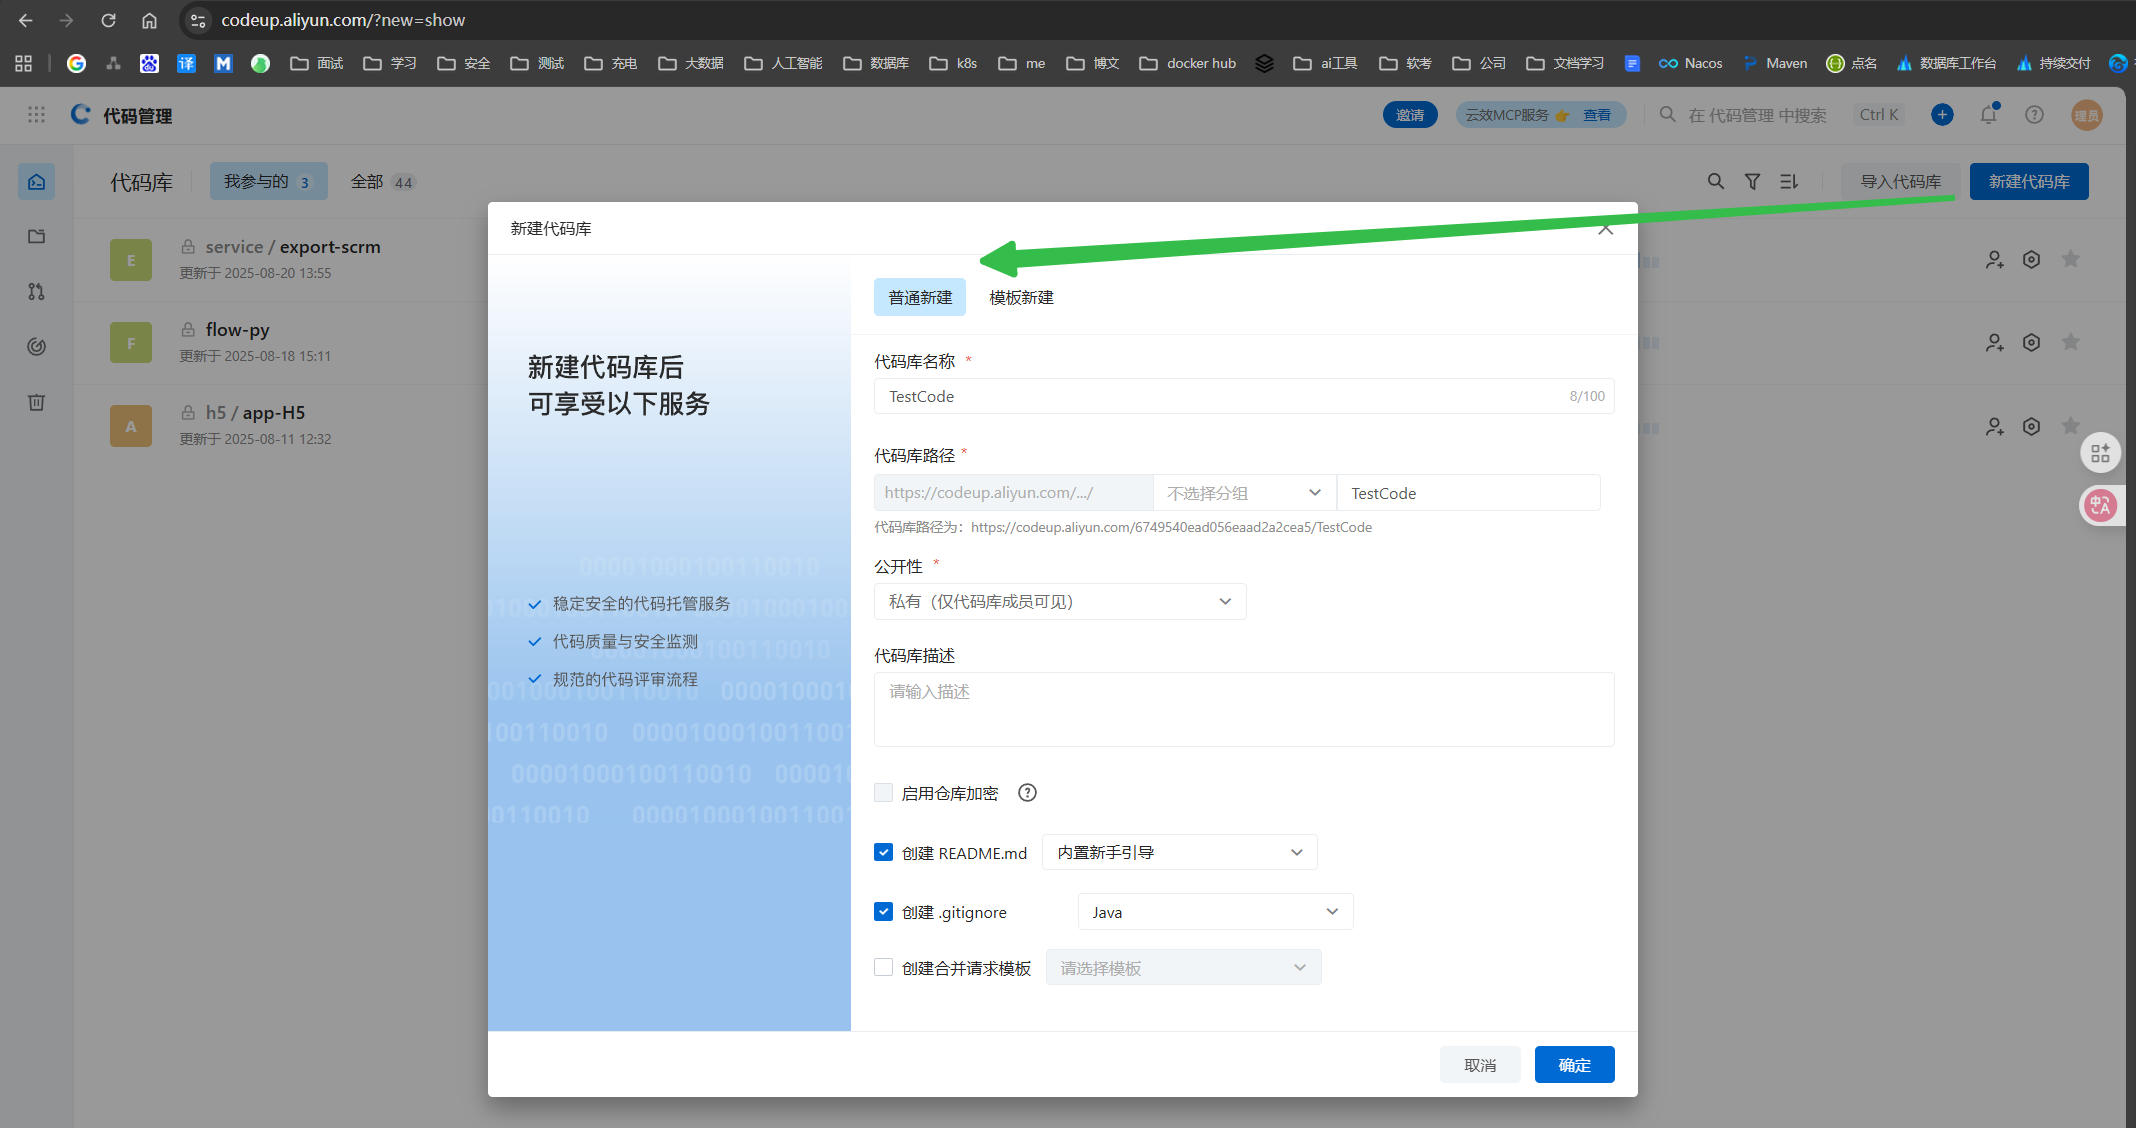 codeup.aliyun.com/?new=show
面试 学习 安全 测试 充电 大数据 人工智能 数据库 k8s me 博文 docker hub ai工具 软考 公司 文档学习 Nacos Maven 点名 数据库工作台 持续交付
代码管理 邀请 云效MCP服务 👉 查看 在 代码管理 中搜索 Ctrl K 理员
代码库 我参与的 3 全部 44 导入代码库 新建代码库
E service / export-scrm
更新于 2025-08-20 13:55
F flow-py
更新于 2025-08-18 15:11
A h5 / app-H5
更新于 2025-08-11 12:32
新建代码库
新建代码库后
可享受以下服务
稳定安全的代码托管服务
代码质量与安全监测
规范的代码评审流程
普通新建 模板新建
代码库名称 *
TestCode 8/100
代码库路径 *
https://codeup.aliyun.com/.../ 不选择分组 TestCode
代码库路径为：https://codeup.aliyun.com/6749540ead056eaad2a2cea5/TestCode
公开性 *
私有（仅代码库成员可见）
代码库描述
请输入描述
启用仓库加密
创建 README.md 内置新手引导
创建 .gitignore Java
创建合并请求模板 请选择模板
取消 确定